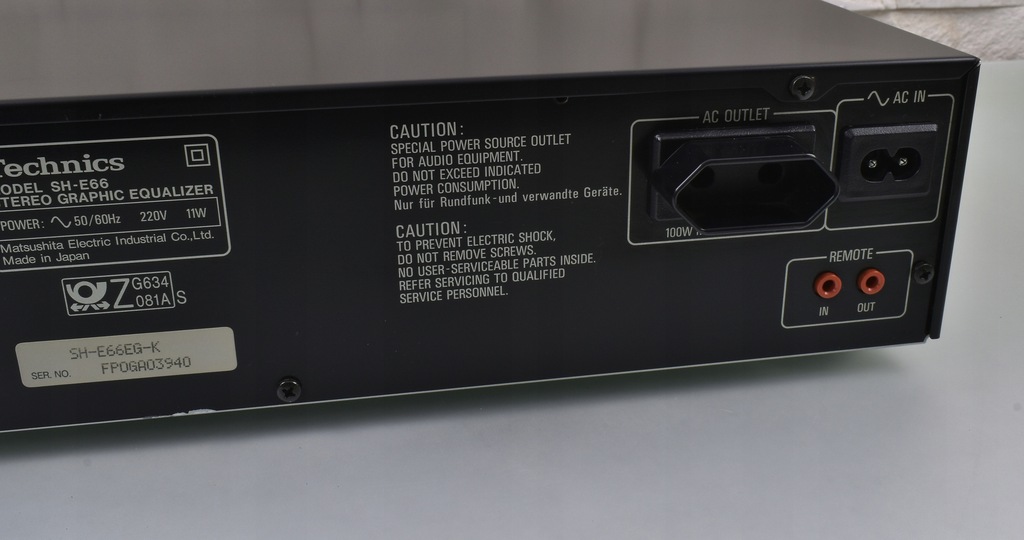 Technics
MODEL SH-E66
STEREO GRAPHIC EQUALIZER
POWER: 50/60Hz 220V 11W
Matsushita Electric Industrial Co.,Ltd.
Made in Japan
Z G634
081A S
SH-E66EG-K
SER. NO. FP0GA03940
CAUTION:
SPECIAL POWER SOURCE OUTLET
FOR AUDIO EQUIPMENT.
DO NOT EXCEED INDICATED
POWER CONSUMPTION.
Nur für Rundfunk-und verwandte Geräte.
CAUTION:
TO PREVENT ELECTRIC SHOCK,
DO NOT REMOVE SCREWS.
NO USER-SERVICEABLE PARTS INSIDE.
REFER SERVICING TO QUALIFIED
SERVICE PERSONNEL.
AC OUTLET
100W
AC IN
REMOTE
IN OUT